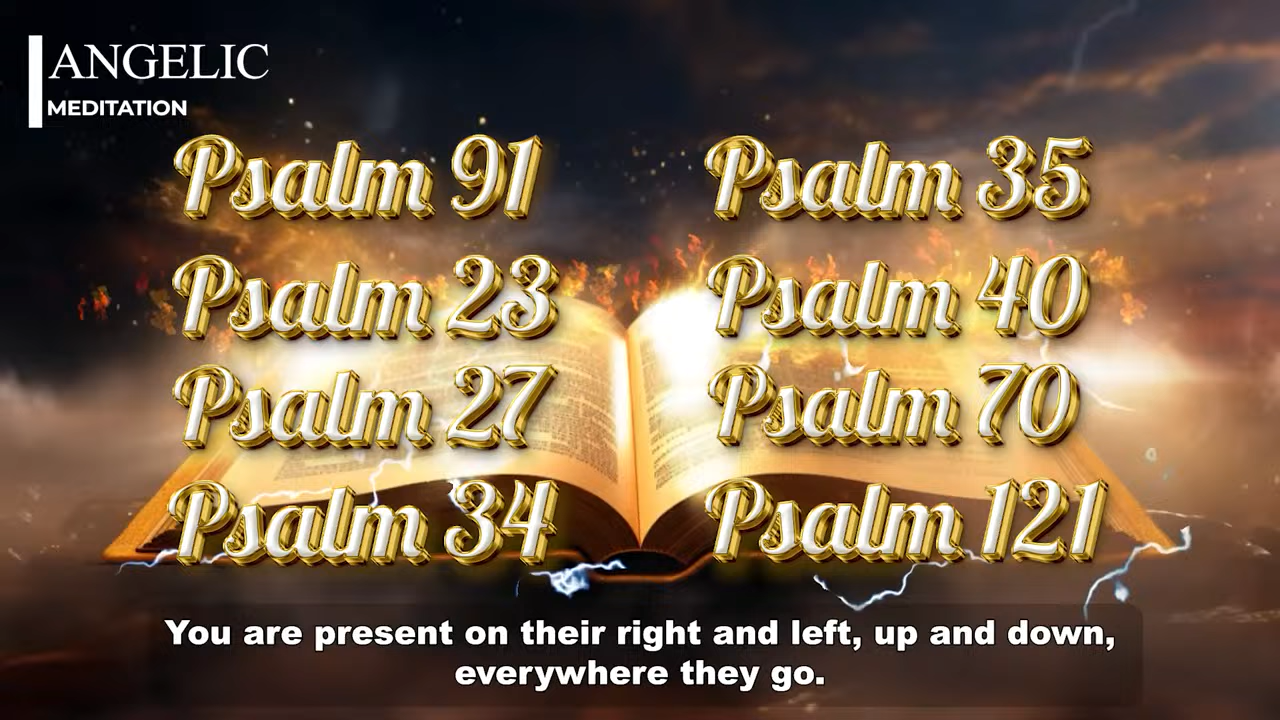 ANGELIC
MEDITATION
Psalm 91
Psalm 23
Psalm 27
Psalm 34
Psalm 35
Psalm 40
Psalm 70
Psalm 121
You are present on their right and left, up and down,
everywhere they go.